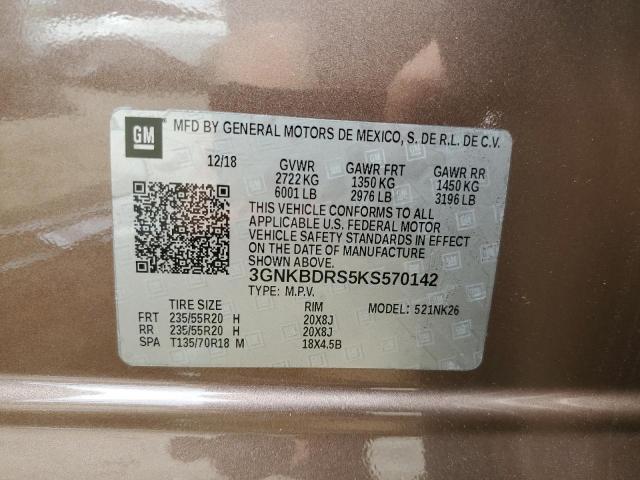 GM MFD BY GENERAL MOTORS DE MEXICO, S. DE R.L. DE C.V.
12/18 GVWR GAWR FRT GAWR RR
2722 KG 1350 KG 1450 KG
6001 LB 2976 LB 3196 LB
THIS VEHICLE CONFORMS TO ALL
APPLICABLE U.S. FEDERAL MOTOR
VEHICLE SAFETY STANDARDS IN EFFECT
ON THE DATE OF MANUFACTURE
SHOWN ABOVE.
3GNKBDRS5KS570142
TYPE: M.P.V. MODEL: 521NK26
TIRE SIZE RIM
FRT 235/55R20 H 20X8J
RR 235/55R20 H 20X8J
SPA T135/70R18 M 18X4.5B